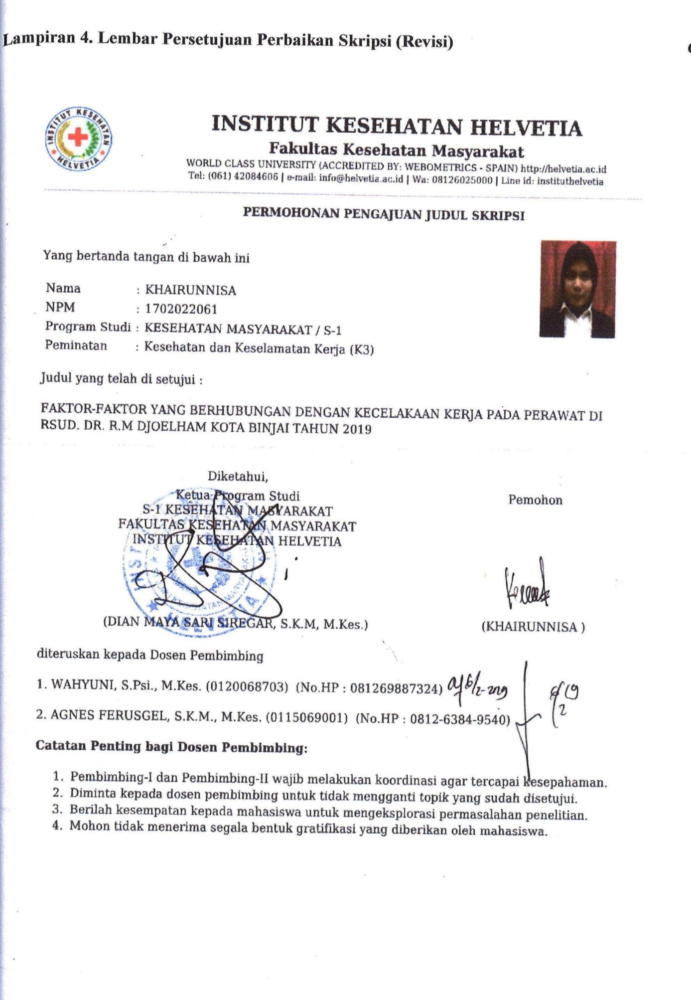 Lampiran 4. Lembar Persetujuan Perbaikan Skripsi (Revisi)
INSTITUT KESEHATAN
HELVETIA
INSTITUT KESEHATAN HELVETIA
Fakultas Kesehatan Masyarakat
WORLD CLASS UNIVERSITY (ACCREDITED BY: WEBOMETRICS - SPAIN) http://helvetia.ac.id
Tel: (061) 42084606 | e-mail: info@helvetia.ac.id | Wa: 08126025000 | Line id: instituthelvetia
PERMOHONAN PENGAJUAN JUDUL SKRIPSI
Yang bertanda tangan di bawah ini
Nama : KHAIRUNNISA
NPM : 1702022061
Program Studi : KESEHATAN MASYARAKAT / S-1
Peminatan : Kesehatan dan Keselamatan Kerja (K3)
Judul yang telah di setujui :
FAKTOR-FAKTOR YANG BERHUBUNGAN DENGAN KECELAKAAN KERJA PADA PERAWAT DI
RSUD. DR. R.M DJOELHAM KOTA BINJAI TAHUN 2019
Diketahui,
Ketua Program Studi
S-1 KESEHATAN MASYARAKAT
FAKULTAS KESEHATAN MASYARAKAT
INSTITUT KESEHATAN HELVETIA
Pemohon
HELVETIA
(DIAN MAYA SARI SIREGAR, S.K.M, M.Kes.)
(KHAIRUNNISA )
diteruskan kepada Dosen Pembimbing
1. WAHYUNI, S.Psi., M.Kes. (0120068703) (No.HP : 081269887324)
2. AGNES FERUSGEL, S.K.M., M.Kes. (0115069001) (No.HP : 0812-6384-9540)
Catatan Penting bagi Dosen Pembimbing:
1. Pembimbing-I dan Pembimbing-II wajib melakukan koordinasi agar tercapai kesepahaman.
2. Diminta kepada dosen pembimbing untuk tidak mengganti topik yang sudah disetujui.
3. Berilah kesempatan kepada mahasiswa untuk mengeksplorasi permasalahan penelitian.
4. Mohon tidak menerima segala bentuk gratifikasi yang diberikan oleh mahasiswa.